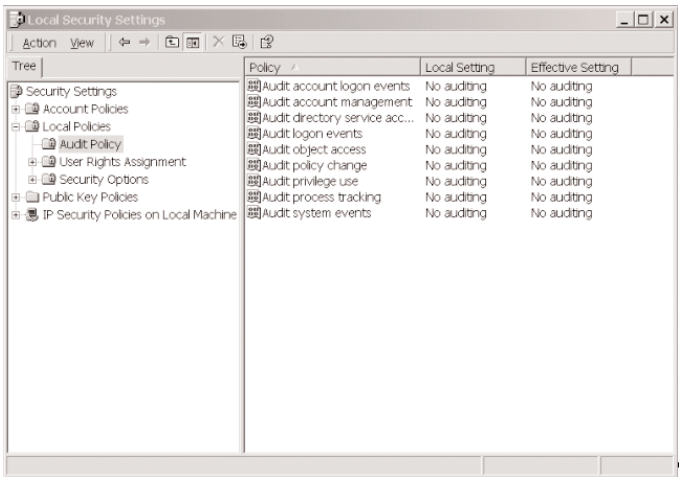 Local Security Settings
Action View
Tree
Policy Local Setting Effective Setting
Security Settings
Account Policies
Local Policies
Audit Policy
User Rights Assignment
Security Options
Public Key Policies
IP Security Policies on Local Machine
Audit account logon events No auditing No auditing
Audit account management No auditing No auditing
Audit directory service acc... No auditing No auditing
Audit logon events No auditing No auditing
Audit object access No auditing No auditing
Audit policy change No auditing No auditing
Audit privilege use No auditing No auditing
Audit process tracking No auditing No auditing
Audit system events No auditing No auditing